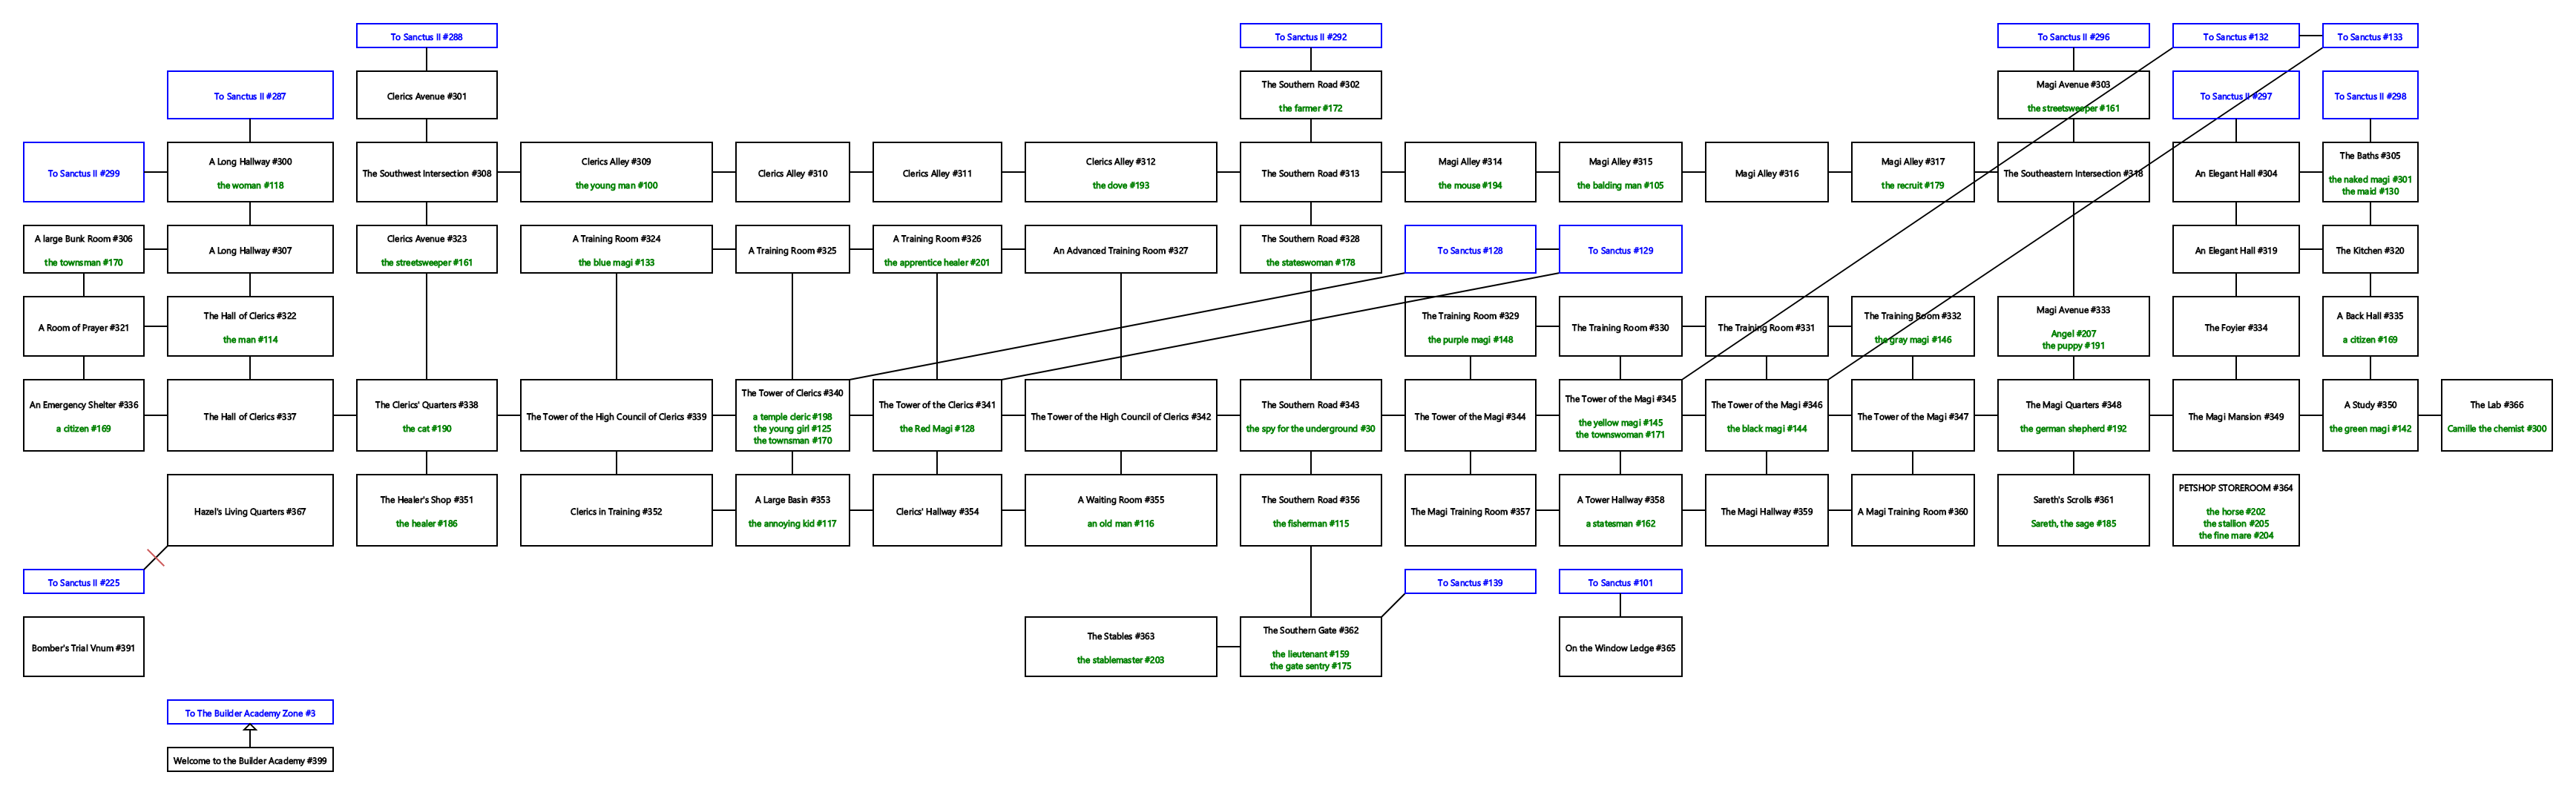 To Sanctus II #288
To Sanctus II #292
To Sanctus II #296
To Sanctus #132
To Sanctus #133
To Sanctus II #287
Clerics Avenue #301
The Southern Road #302
the farmer #172
Magi Avenue #303
the streetsweeper #161
To Sanctus II #297
To Sanctus II #298
To Sanctus II #299
A Long Hallway #300
the woman #118
The Southwest Intersection #308
Clerics Alley #309
the young man #100
Clerics Alley #310
Clerics Alley #311
Clerics Alley #312
the dove #193
The Southern Road #313
Magi Alley #314
the mouse #194
Magi Alley #315
the balding man #105
Magi Alley #316
Magi Alley #317
the recruit #179
The Southeastern Intersection #318
An Elegant Hall #304
The Baths #305
the naked magi #301
the maid #130
A large Bunk Room #306
the townsman #170
A Long Hallway #307
Clerics Avenue #323
the streetsweeper #161
A Training Room #324
the blue magi #133
A Training Room #325
A Training Room #326
the apprentice healer #201
An Advanced Training Room #327
The Southern Road #328
the stateswoman #178
To Sanctus #128
To Sanctus #129
An Elegant Hall #319
The Kitchen #320
A Room of Prayer #321
The Hall of Clerics #322
the man #114
The Training Room #329
the purple magi #148
The Training Room #330
The Training Room #331
The Training Room #332
the gray magi #146
Magi Avenue #333
Angel #207
the puppy #191
The Foyier #334
A Back Hall #335
a citizen #169
An Emergency Shelter #336
a citizen #169
The Hall of Clerics #337
The Clerics' Quarters #338
the cat #190
The Tower of the High Council of Clerics #339
The Tower of Clerics #340
a temple cleric #198
the young girl #125
the townsman #170
The Tower of the Clerics #341
the Red Magi #128
The Tower of the High Council of Clerics #342
The Southern Road #343
the spy for the underground #30
The Tower of the Magi #344
The Tower of the Magi #345
the yellow magi #145
the townswoman #171
The Tower of the Magi #346
the black magi #144
The Tower of the Magi #347
The Magi Quarters #348
the german shepherd #192
The Magi Mansion #349
A Study #350
the green magi #142
The Lab #366
Camille the chemist #300
Hazel's Living Quarters #367
The Healer's Shop #351
the healer #186
Clerics in Training #352
A Large Basin #353
the annoying kid #117
Clerics' Hallway #354
A Waiting Room #355
an old man #116
The Southern Road #356
the fisherman #115
The Magi Training Room #357
A Tower Hallway #358
a statesman #162
The Magi Hallway #359
A Magi Training Room #360
Sareth's Scrolls #361
Sareth, the sage #185
PETSHOP STOREROOM #364
the horse #202
the stallion #205
the fine mare #204
To Sanctus II #225
To Sanctus #139
To Sanctus #101
Bomber's Trial Vnum #391
The Stables #363
the stablemaster #203
The Southern Gate #362
the lieutenant #159
the gate sentry #175
On the Window Ledge #365
To The Builder Academy Zone #3
Welcome to the Builder Academy #399